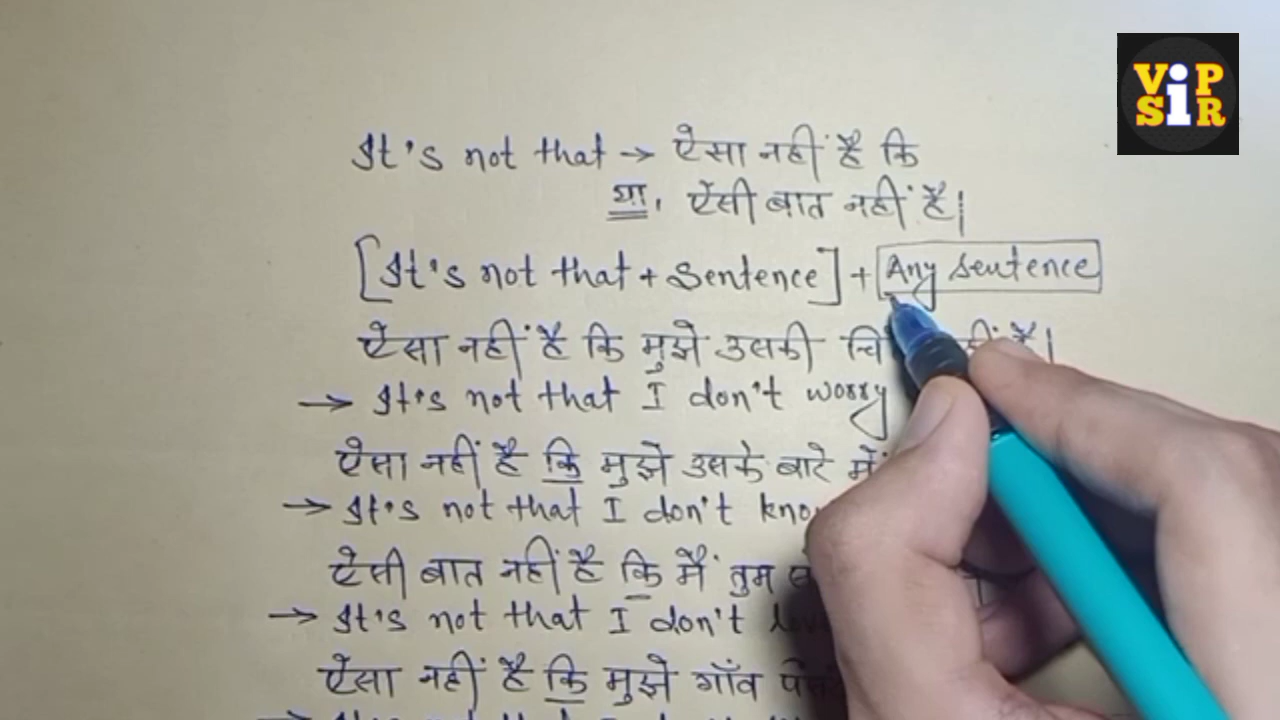 ViP
SiR
It's not that → ऐसा नहीं है कि
या, ऐसी बात नहीं है।
[It's not that + Sentence] + Any sentence
ऐसा नहीं है कि मुझे उसकी है।
→ It's not that I don't worry
ऐसा नहीं है कि मुझे उसके बारे में
→ It's not that I don't
ऐसी बात नहीं है कि मैं तुम
→ It's not that I don't
ऐसा नहीं है कि मुझे गाँव